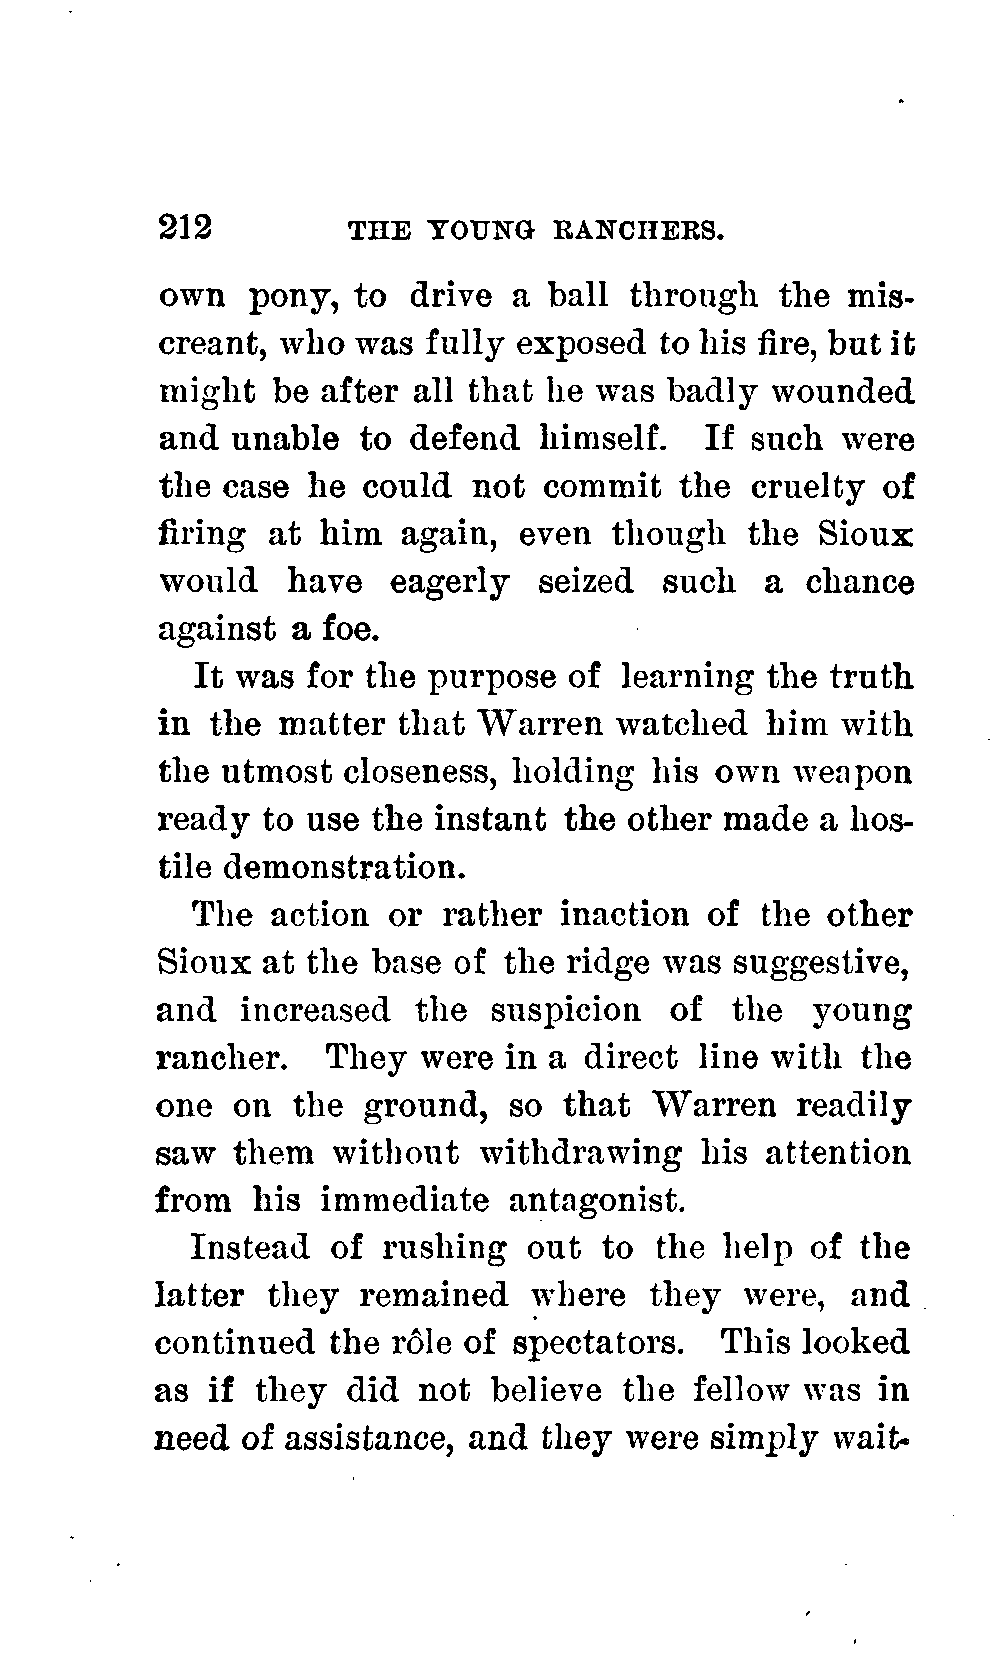 212 THE YOUNG RANCHERS.
own pony, to drive a ball through the mis-
creant, who was fully exposed to his fire, but it
might be after all that he was badly wounded
and unable to defend himself. If such were
the case he could not commit the cruelty of
firing at him again, even though the Sioux
would have eagerly seized such a chance
against a foe.
It was for the purpose of learning the truth
in the matter that Warren watched him with
the utmost closeness, holding his own weapon
ready to use the instant the other made a hos-
tile demonstration.
The action or rather inaction of the other
Sioux at the base of the ridge was suggestive,
and increased the suspicion of the young
rancher. They were in a direct line with the
one on the ground, so that Warren readily
saw them without withdrawing his attention
from his immediate antagonist.
Instead of rushing out to the help of the
latter they remained where they were, and
continued the rôle of spectators. This looked
as if they did not believe the fellow was in
need of assistance, and they were simply wait-